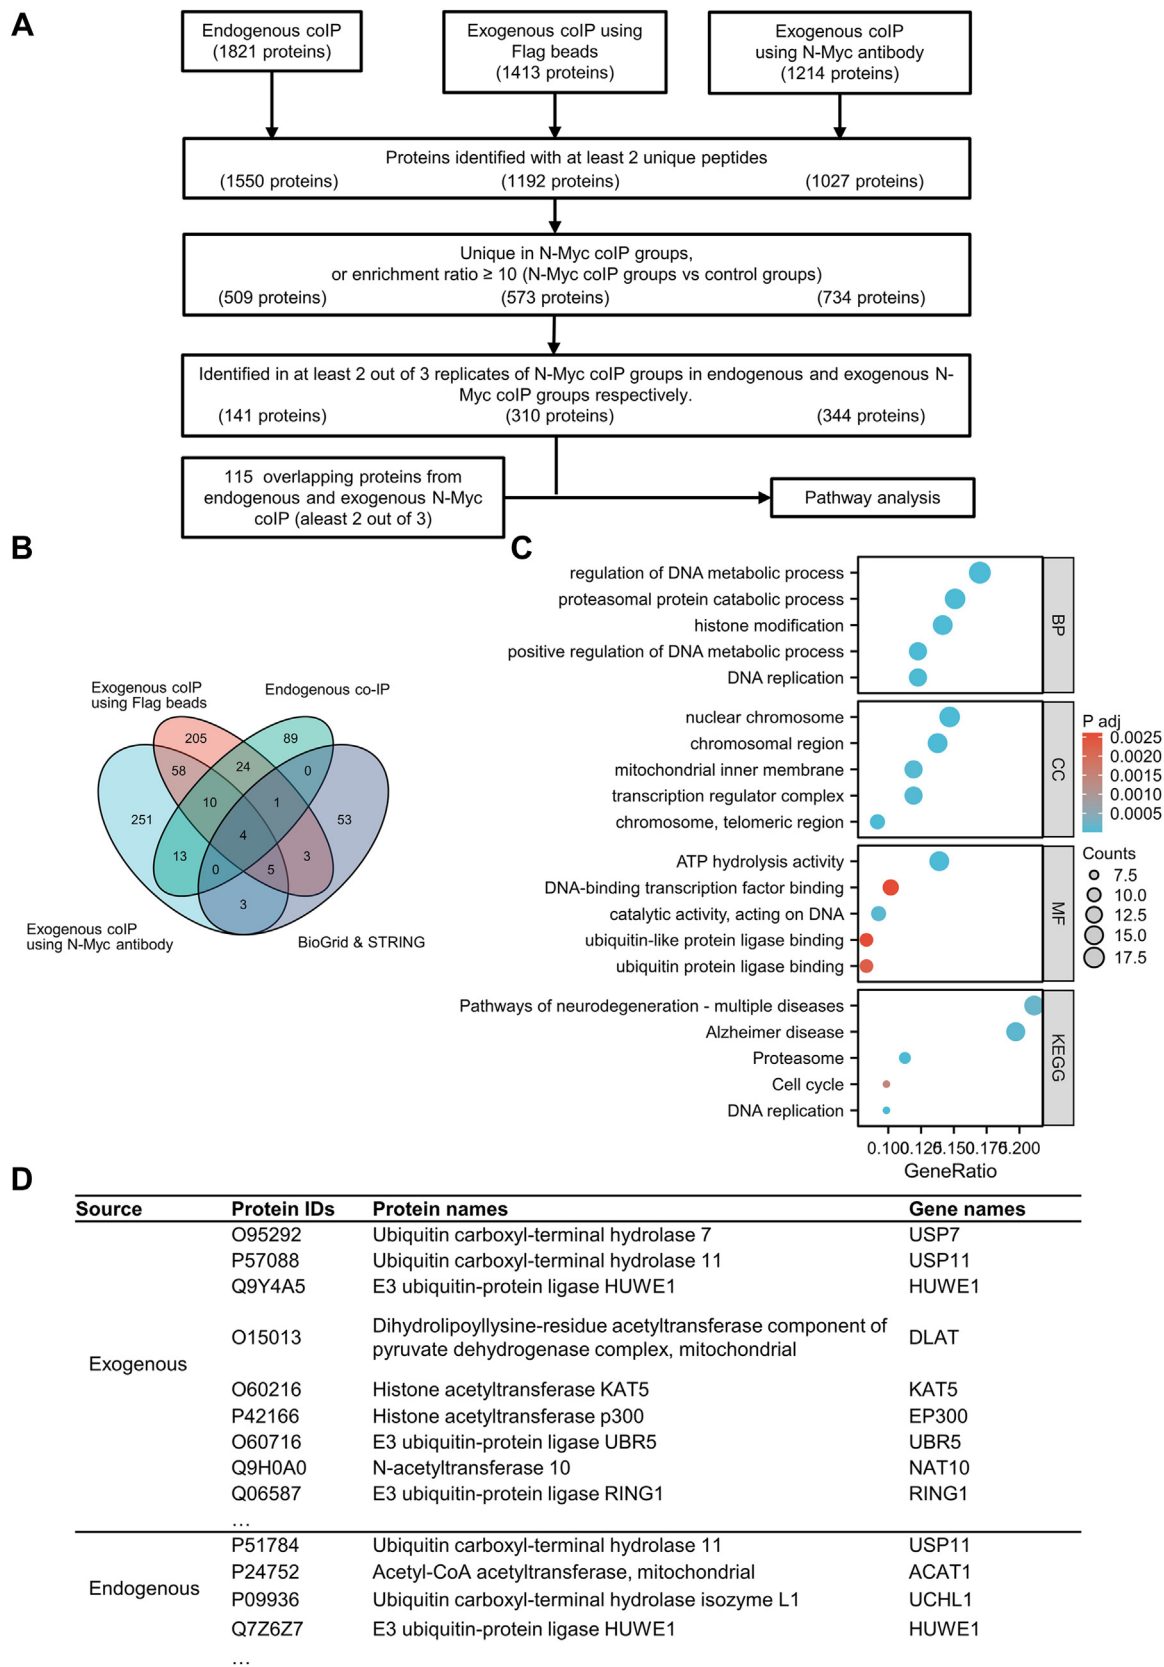 A
Endogenous coIP
(1821 proteins)
Exogenous coIP using
Flag beads
(1413 proteins)
Exogenous coIP
using N-Myc antibody
(1214 proteins)
Proteins identified with at least 2 unique peptides
(1550 proteins) (1192 proteins) (1027 proteins)
Unique in N-Myc coIP groups,
or enrichment ratio ≥ 10 (N-Myc coIP groups vs control groups)
(509 proteins) (573 proteins) (734 proteins)
Identified in at least 2 out of 3 replicates of N-Myc coIP groups in endogenous and exogenous N-
Myc coIP groups respectively.
(141 proteins) (310 proteins) (344 proteins)
115 overlapping proteins from
endogenous and exogenous N-Myc
coIP (aleast 2 out of 3)
Pathway analysis
B
Exogenous coIP
using Flag beads
Endogenous co-IP
205
89
58
24
0
10
1
251
4
53
13
0
5
3
3
Exogenous coIP
using N-Myc antibody
BioGrid & STRING
C
regulation of DNA metabolic process
proteasomal protein catabolic process
histone modification
positive regulation of DNA metabolic process
DNA replication
BP
nuclear chromosome
chromosomal region
mitochondrial inner membrane
transcription regulator complex
chromosome, telomeric region
CC
ATP hydrolysis activity
DNA-binding transcription factor binding
catalytic activity, acting on DNA
ubiquitin-like protein ligase binding
ubiquitin protein ligase binding
MF
Pathways of neurodegeneration - multiple diseases
Alzheimer disease
Proteasome
Cell cycle
DNA replication
KEGG
0.100 0.125 0.150 0.175 0.200
GeneRatio
P adj
0.0025
0.0020
0.0015
0.0010
0.0005
Counts
7.5
10.0
12.5
15.0
17.5
D
Source Protein IDs Protein names Gene names
O95292 Ubiquitin carboxyl-terminal hydrolase 7 USP7
P57088 Ubiquitin carboxyl-terminal hydrolase 11 USP11
Q9Y4A5 E3 ubiquitin-protein ligase HUWE1 HUWE1
O15013 Dihydrolipoyllysine-residue acetyltransferase component of
pyruvate dehydrogenase complex, mitochondrial DLAT
Exogenous
O60216 Histone acetyltransferase KAT5 KAT5
P42166 Histone acetyltransferase p300 EP300
O60716 E3 ubiquitin-protein ligase UBR5 UBR5
Q9H0A0 N-acetyltransferase 10 NAT10
Q06587 E3 ubiquitin-protein ligase RING1 RING1
…
P51784 Ubiquitin carboxyl-terminal hydrolase 11 USP11
P24752 Acetyl-CoA acetyltransferase, mitochondrial ACAT1
Endogenous
P09936 Ubiquitin carboxyl-terminal hydrolase isozyme L1 UCHL1
Q7Z6Z7 E3 ubiquitin-protein ligase HUWE1 HUWE1
…